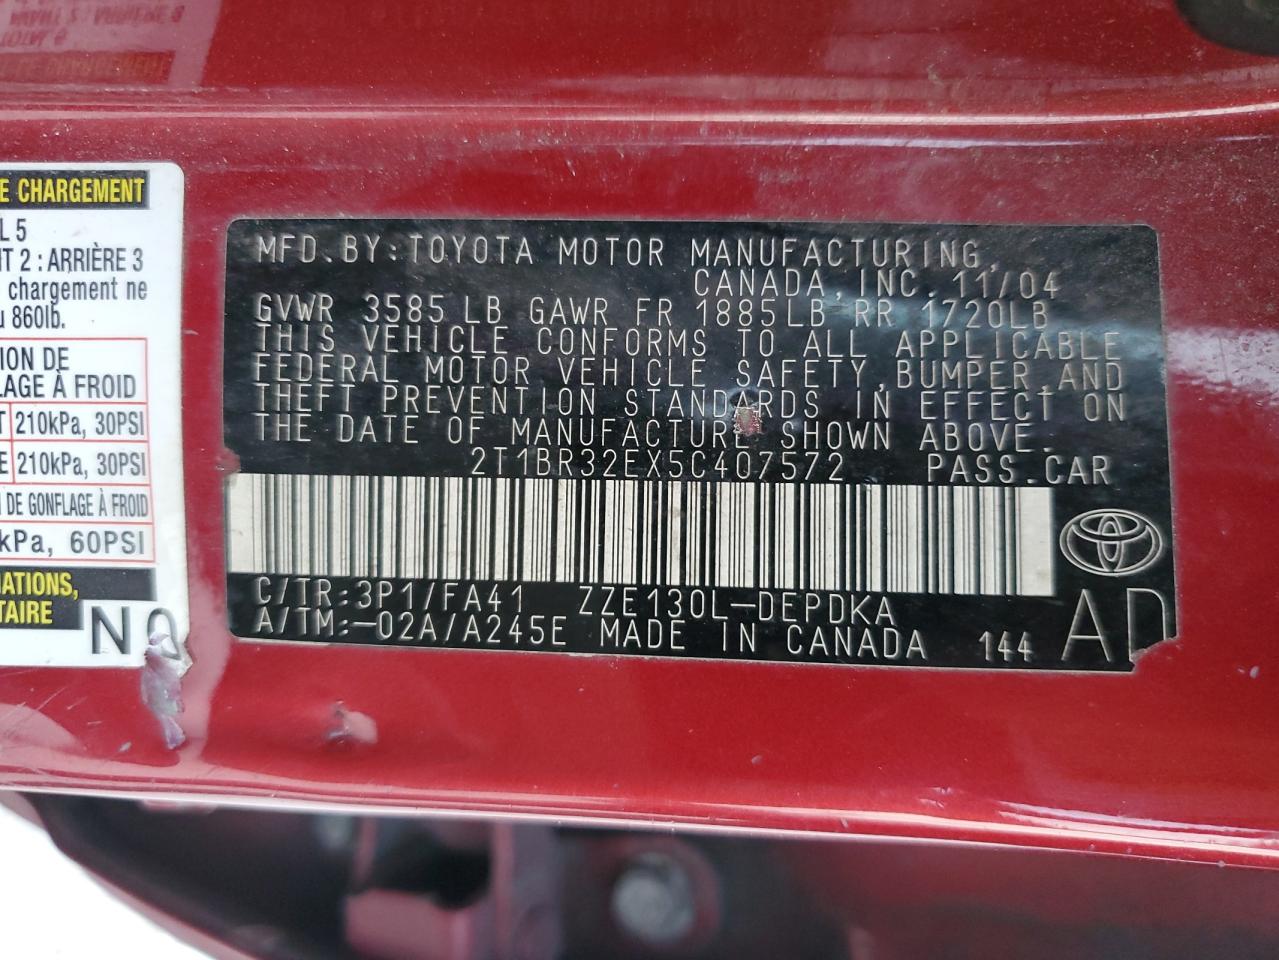 E CHARGEMENT
L 5
T 2 : ARRIÈRE 3
chargement ne
860lb.
ION DE
LAGE À FROID
T 210kPa, 30PSI
E 210kPa, 30PSI
DE GONFLAGE À FROID
kPa, 60PSI
ATIONS,
TAIRE
NO
MFD.BY:TOYOTA MOTOR MANUFACTURING,
CANADA, INC. 11/04
GVWR 3585 LB GAWR FR 1885LB RR 1720LB
THIS VEHICLE CONFORMS TO ALL APPLICABLE
FEDERAL MOTOR VEHICLE SAFETY,BUMPER,AND
THEFT PREVENTION STANDARDS IN EFFECT ON
THE DATE OF MANUFACTURE SHOWN ABOVE.
2T1BR32EX5C407572 PASS.CAR
C/TR:3P1/FA41 ZZE130L-DEPDKA
A/TM:-02A/A245E MADE IN CANADA 144 AD